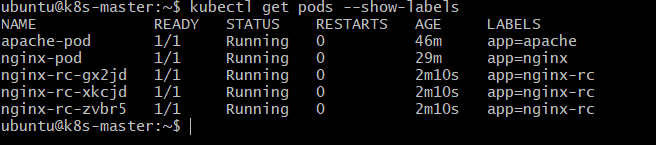 ubuntu@k8s-master:~$ kubectl get pods --show-labels
NAME READY STATUS RESTARTS AGE LABELS
apache-pod 1/1 Running 0 46m app=apache
nginx-pod 1/1 Running 0 29m app=nginx
nginx-rc-gx2jd 1/1 Running 0 2m10s app=nginx-rc
nginx-rc-xkcjd 1/1 Running 0 2m10s app=nginx-rc
nginx-rc-zvbr5 1/1 Running 0 2m10s app=nginx-rc
ubuntu@k8s-master:~$